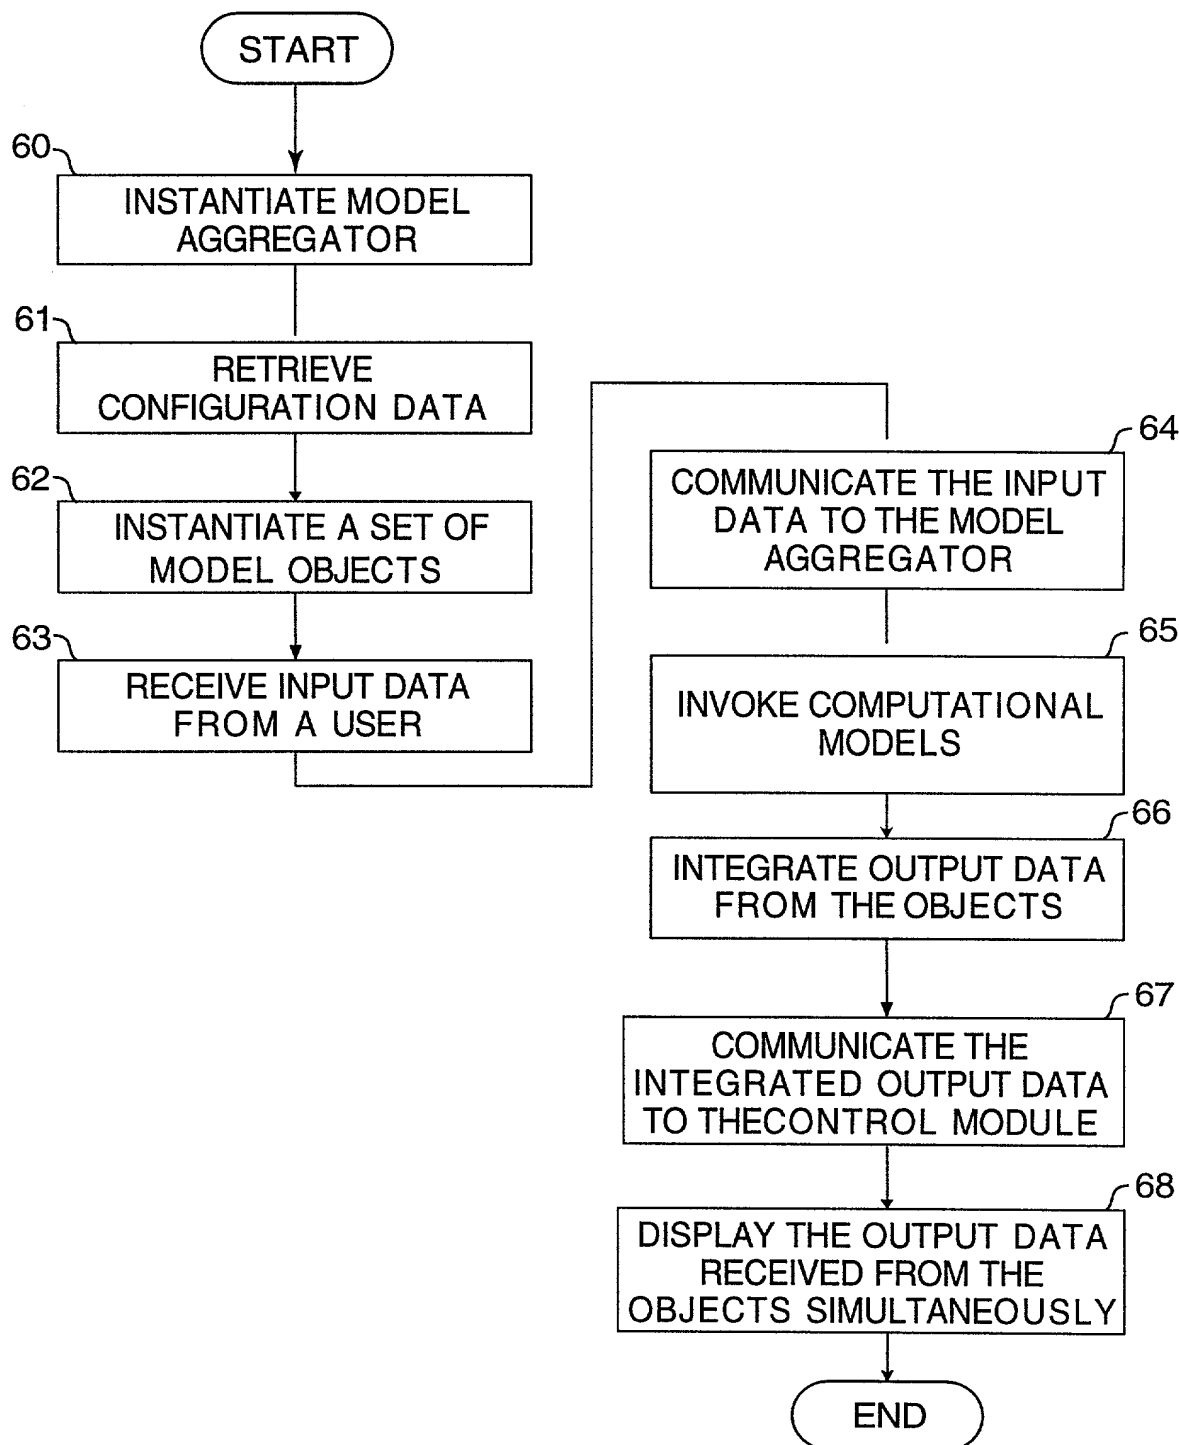 START
60
INSTANTIATE MODEL
AGGREGATOR
61
RETRIEVE
CONFIGURATION DATA
62
INSTANTIATE A SET OF
MODEL OBJECTS
63
RECEIVE INPUT DATA
FROM A USER
64
COMMUNICATE THE INPUT
DATA TO THE MODEL
AGGREGATOR
65
INVOKE COMPUTATIONAL
MODELS
66
INTEGRATE OUTPUT DATA
FROM THE OBJECTS
67
COMMUNICATE THE
INTEGRATED OUTPUT DATA
TO THECONTROL MODULE
68
DISPLAY THE OUTPUT DATA
RECEIVED FROM THE
OBJECTS SIMULTANEOUSLY
END